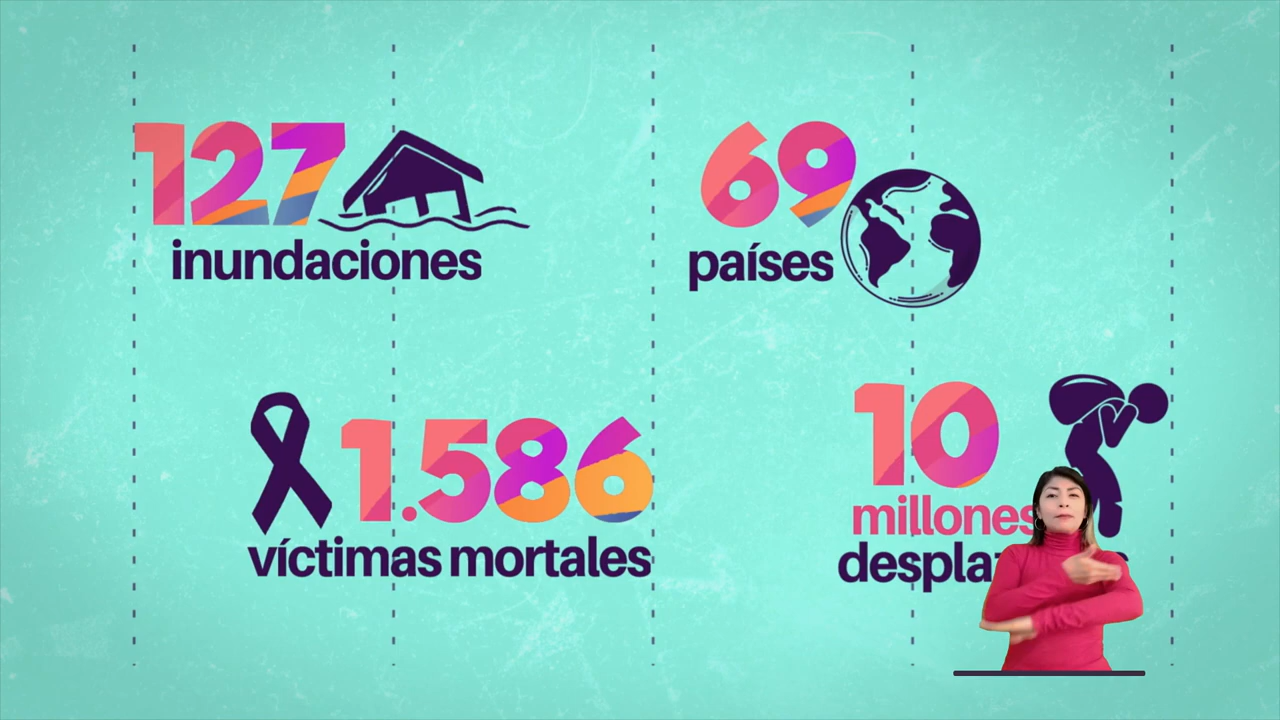 127
inundaciones
69
países
1.586
víctimas mortales
10
millones